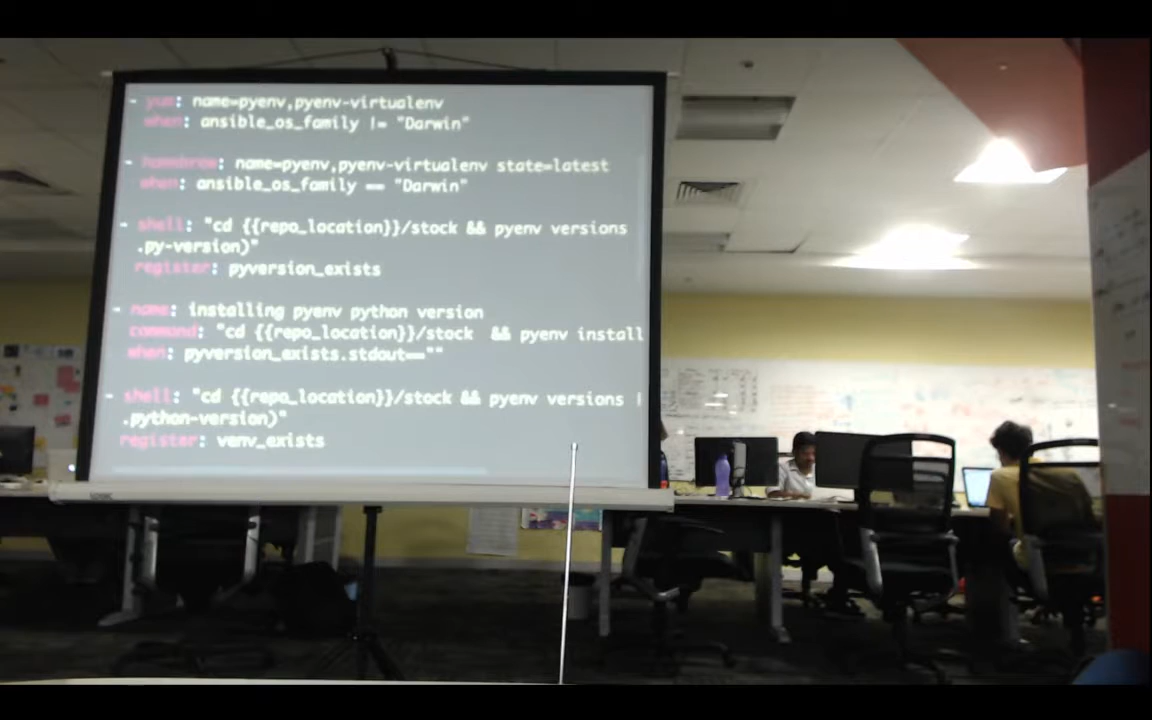 - yum: name=pyenv,pyenv-virtualenv
when: ansible_os_family != "Darwin"
- homebrew: name=pyenv,pyenv-virtualenv state=latest
when: ansible_os_family == "Darwin"
- shell: "cd {{repo_location}}/stock && pyenv versions
.py-version)"
register: pyversion_exists
- name: installing pyenv python version
command: "cd {{repo_location}}/stock && pyenv install
when: pyversion_exists.stdout==""
- shell: "cd {{repo_location}}/stock && pyenv versions |
.python-version)"
register: venv_exists